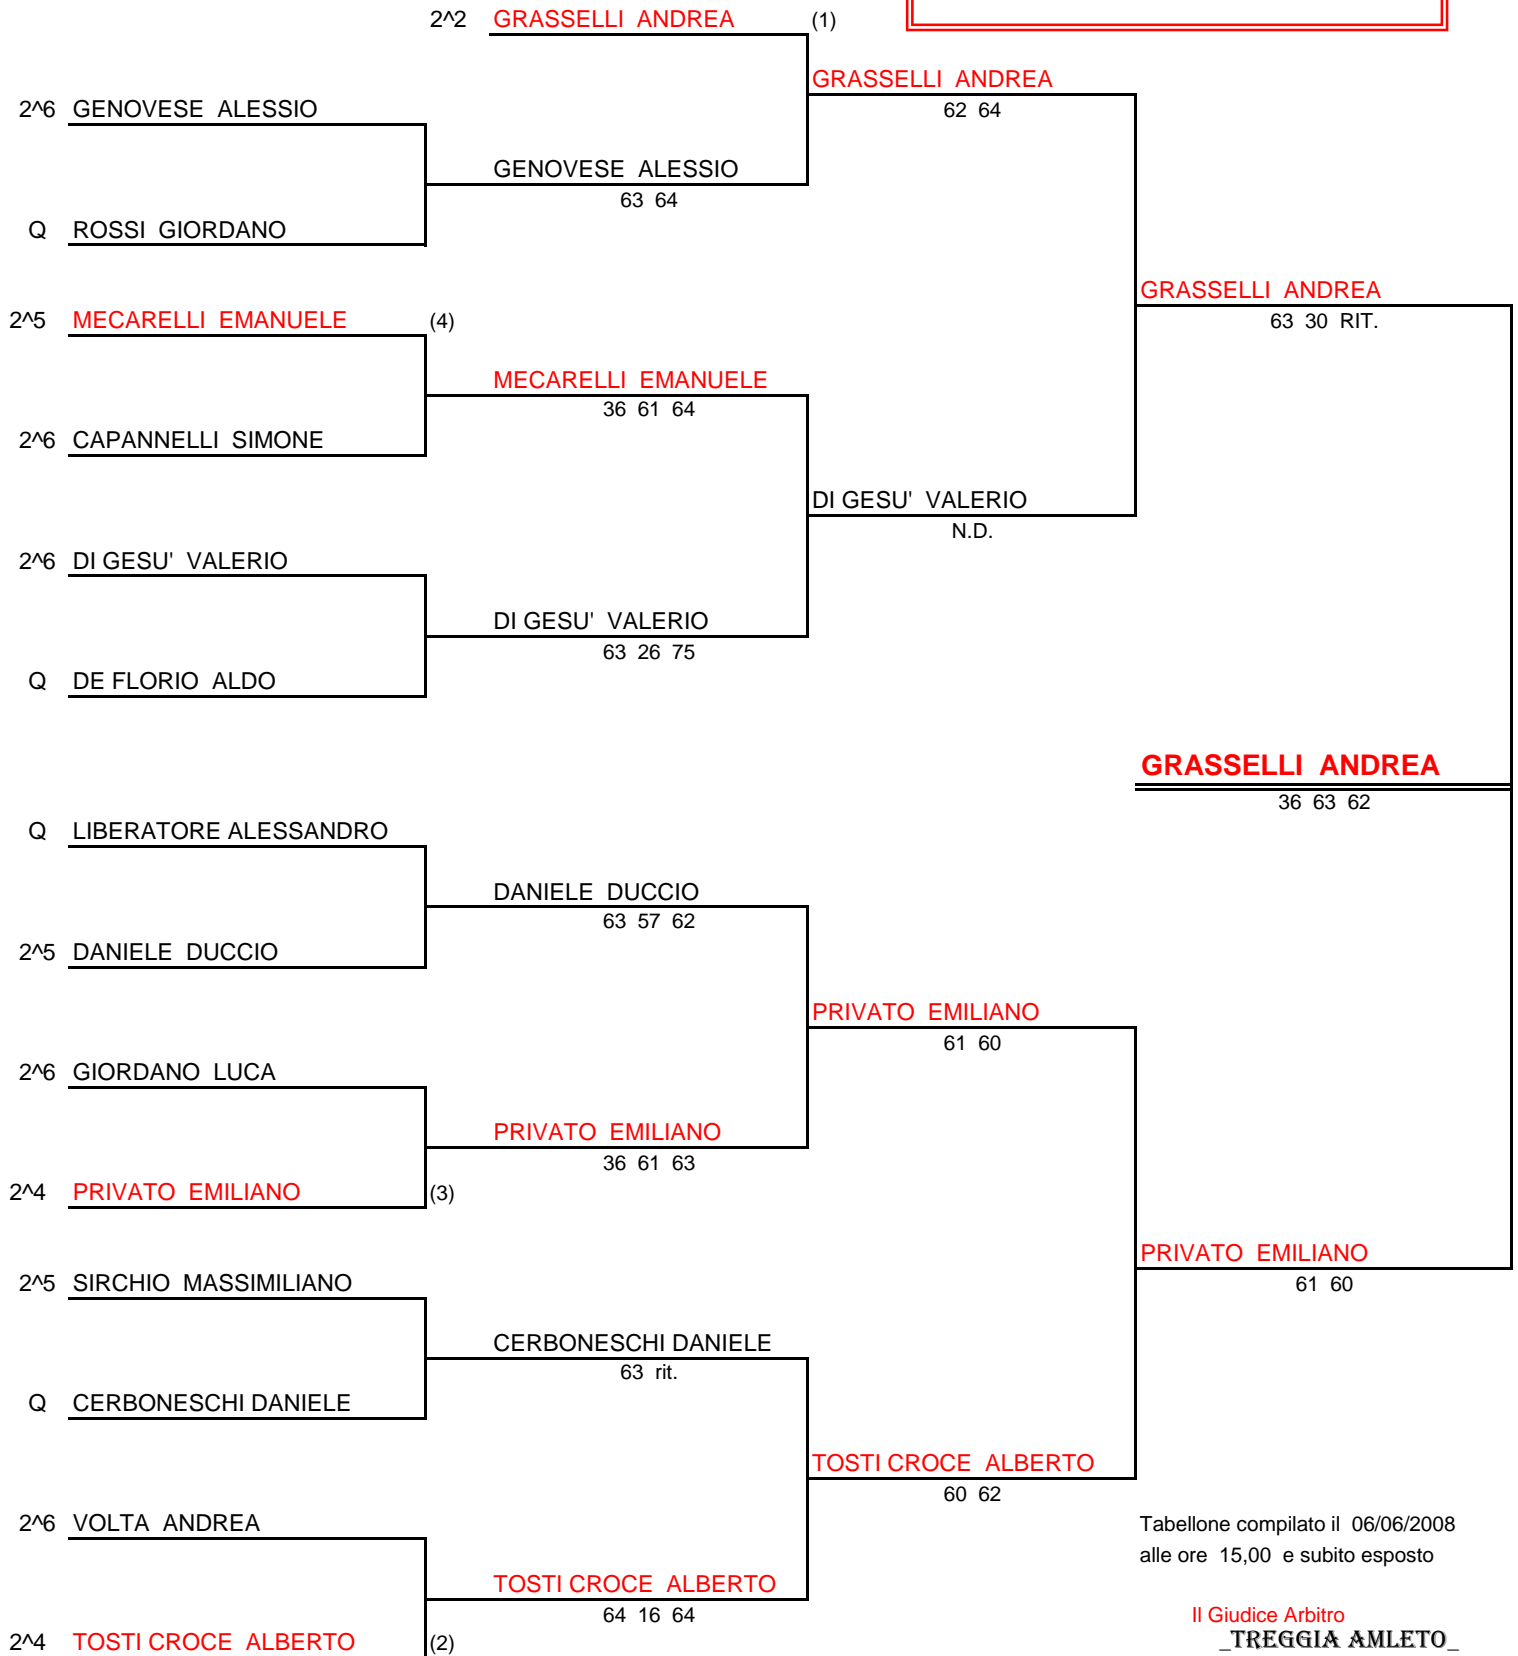 2^2 GRASSELLI ANDREA (1)
GRASSELLI ANDREA
62 64
2^6 GENOVESE ALESSIO
GENOVESE ALESSIO
63 64
Q ROSSI GIORDANO
GRASSELLI ANDREA
63 30 RIT.
2^5 MECARELLI EMANUELE (4)
MECARELLI EMANUELE
36 61 64
2^6 CAPANNELLI SIMONE
DI GESU' VALERIO
N.D.
2^6 DI GESU' VALERIO
DI GESU' VALERIO
63 26 75
Q DE FLORIO ALDO
GRASSELLI ANDREA
36 63 62
Q LIBERATORE ALESSANDRO
DANIELE DUCCIO
63 57 62
2^5 DANIELE DUCCIO
PRIVATO EMILIANO
61 60
2^6 GIORDANO LUCA
PRIVATO EMILIANO
36 61 63
2^4 PRIVATO EMILIANO (3)
PRIVATO EMILIANO
61 60
2^5 SIRCHIO MASSIMILIANO
CERBONESCHI DANIELE
63 rit.
Q CERBONESCHI DANIELE
TOSTI CROCE ALBERTO
60 62
2^6 VOLTA ANDREA
Tabellone compilato il 06/06/2008
alle ore 15,00 e subito esposto
TOSTI CROCE ALBERTO
64 16 64
Il Giudice Arbitro
_TREGGIA AMLETO_
2^4 TOSTI CROCE ALBERTO (2)